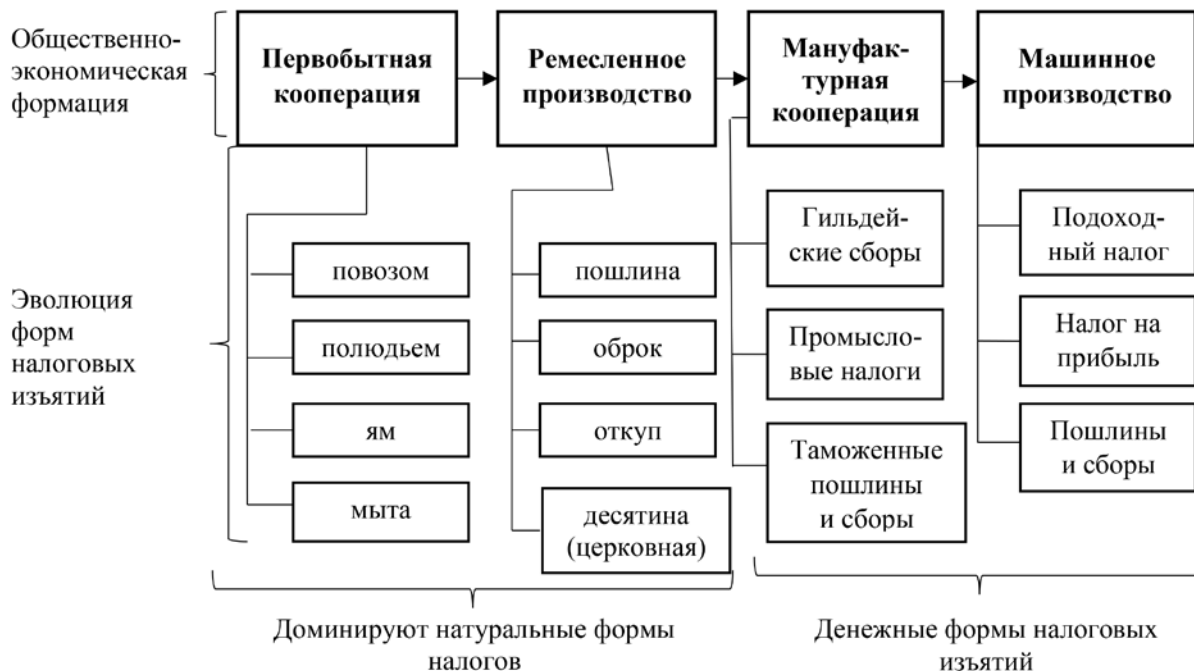 Общественно-
экономическая
формация
Первобытная
кооперация
Ремесленное
производство
Мануфак-
турная
кооперация
Машинное
производство
Эволюция
форм
налоговых
изъятий
повозом
полюдьем
ям
мыта
пошлина
оброк
откуп
десятина
(церковная)
Гильдей-
ские сборы
Промысло-
вые налоги
Таможенные
пошлины
и сборы
Подоход-
ный налог
Налог на
прибыль
Пошлины
и сборы
Доминируют натуральные формы
налогов
Денежные формы налоговых
изъятий